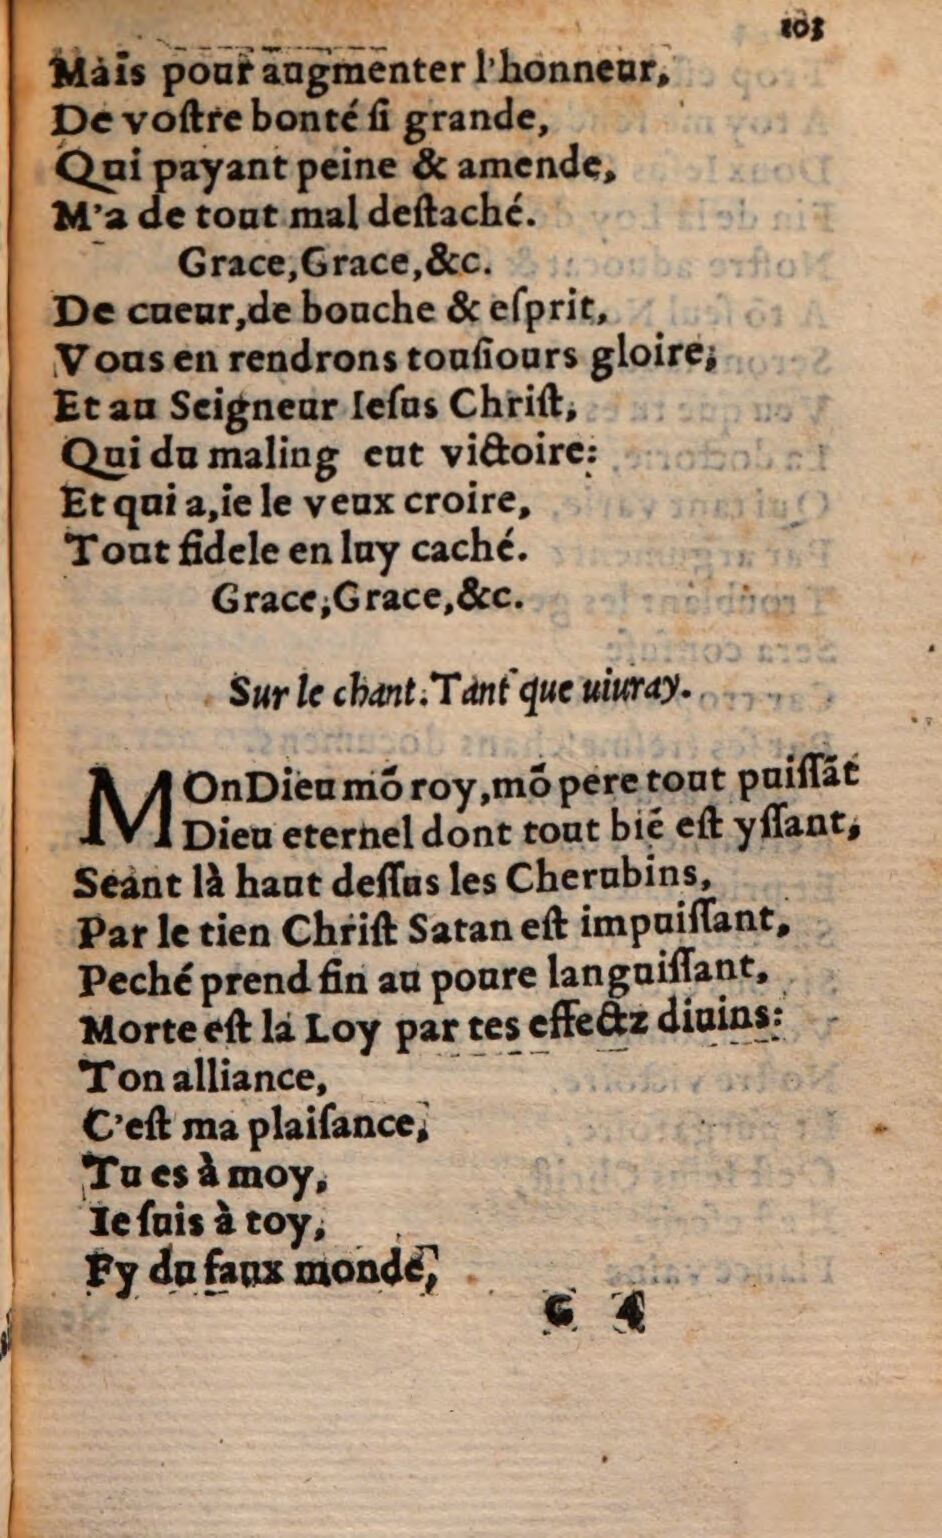 103
Mais pour augmenter l'honneur,
De voſtre bonté ſi grande,
Qui payant peine & amende,
M'a de tout mal deſtaché.
Grace,Grace,&c.
De cueur,de bouche & eſprit,
Vous en rendrons touſiours gloire,
Et au Seigneur Ieſus Chriſt,
Qui du maling eut victoire:
Et qui a,ie le veux croire,
Tout fidele en luy caché.
Grace,Grace,&c.
Sur le chant.Tant que uiuray.
MOnDieu mõ roy,mõ pere tout puiſſãt
Dieu eternel dont tout biẽ eſt yſſant,
Seant là haut deſſus les Cherubins,
Par le tien Chriſt Satan eſt impuiſſant,
Peché prend fin au poure languiſſant,
Morte eſt la Loy par tes effectz diuins:
Ton alliance,
C'eſt ma plaiſance,
Tu es à moy,
Ie ſuis à toy,
Fy du faux monde,
G 4